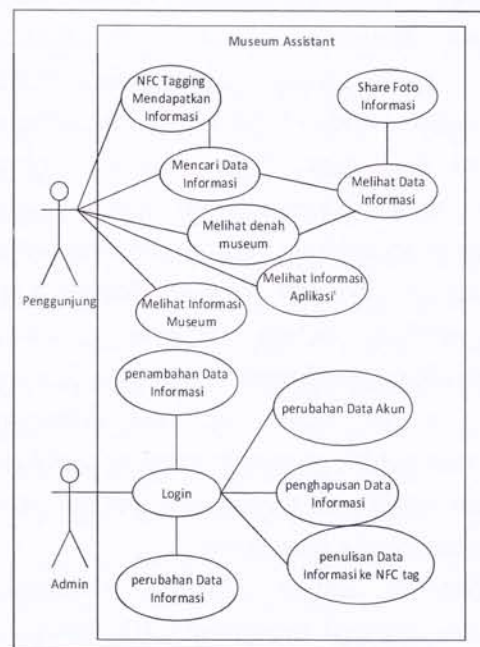 Museum Assistant
NFC Tagging
Mendapatkan
Informasi
Share Foto
Informasi
Mencari Data
Informasi
Melihat Data
Informasi
Melihat denah
museum
Penggunjung
Melihat Informasi
Aplikasi'
Melihat Informasi
Museum
penambahan Data
Informasi
perubahan Data Akun
Login
penghapusan Data
Informasi
Admin
perubahan Data
Informasi
penulisan Data
Informasi ke NFC tag